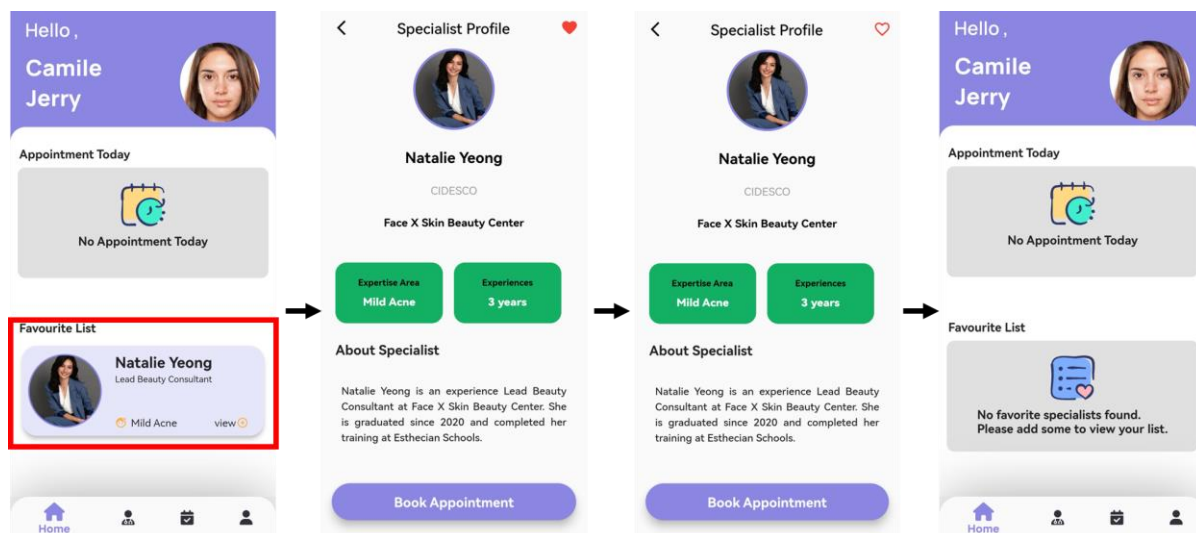 Hello ,
Camile
Jerry
Appointment Today
No Appointment Today
Favourite List
Natalie Yeong
Lead Beauty Consultant
Mild Acne view
Home
Specialist Profile
Natalie Yeong
CIDESCO
Face X Skin Beauty Center
Expertise Area
Mild Acne
Experiences
3 years
About Specialist
Natalie Yeong is an experience Lead Beauty
Consultant at Face X Skin Beauty Center. She
is graduated since 2020 and completed her
training at Esthecian Schools.
Book Appointment
Specialist Profile
Natalie Yeong
CIDESCO
Face X Skin Beauty Center
Expertise Area
Mild Acne
Experiences
3 years
About Specialist
Natalie Yeong is an experience Lead Beauty
Consultant at Face X Skin Beauty Center. She
is graduated since 2020 and completed her
training at Esthecian Schools.
Book Appointment
Hello ,
Camile
Jerry
Appointment Today
No Appointment Today
Favourite List
No favorite specialists found.
Please add some to view your list.
Home